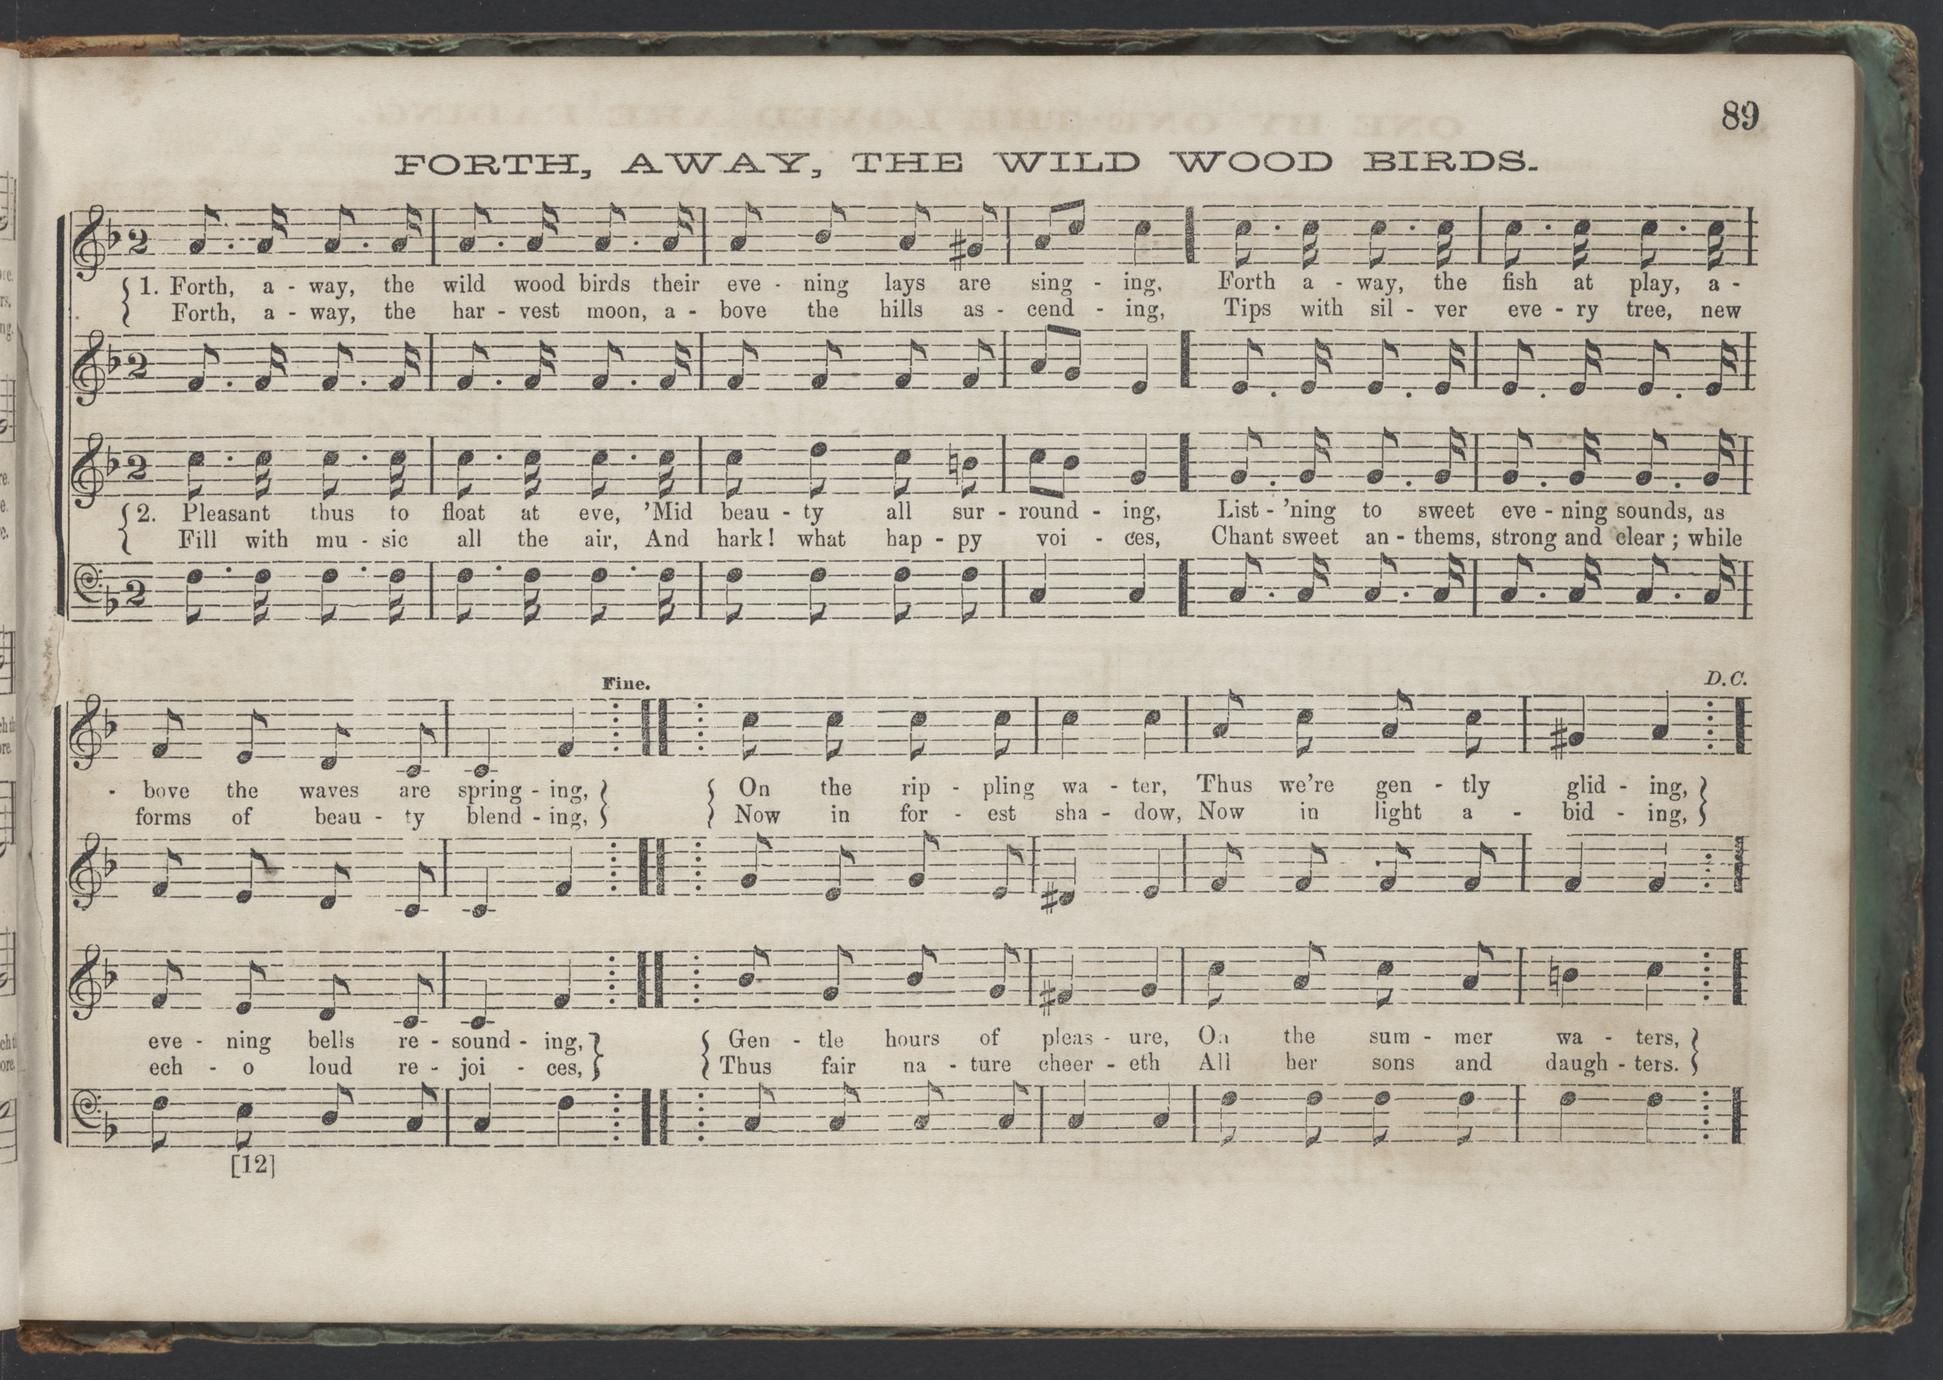 89
FORTH, AWAY, THE WILD WOOD BIRDS.
1. Forth, a - way, the wild wood birds their eve - ning lays are sing - ing, Forth a - way, the fish at play, a -
Forth, a - way, the har - vest moon, a - bove the hills as - cend - ing, Tips with sil - ver eve - ry tree, new
2. Pleasant thus to float at eve, 'Mid beau - ty all sur - round - ing, List - 'ning to sweet eve - ning sounds, as
Fill with mu - sic all the air, And hark! what hap - py voi - ces, Chant sweet an - thems, strong and clear; while
Fine.
D.C.
- bove the waves are spring - ing, On the rip - pling wa - ter, Thus we're gen - tly glid - ing,
forms of beau - ty blend - ing, Now in for - est sha - dow, Now in light a - bid - ing,
eve - ning bells re - sound - ing, Gen - tle hours of pleas - ure, On the sum - mer wa - ters,
ech - o loud re - joi - ces, Thus fair na - ture cheer - eth All her sons and daugh - ters.
[12]